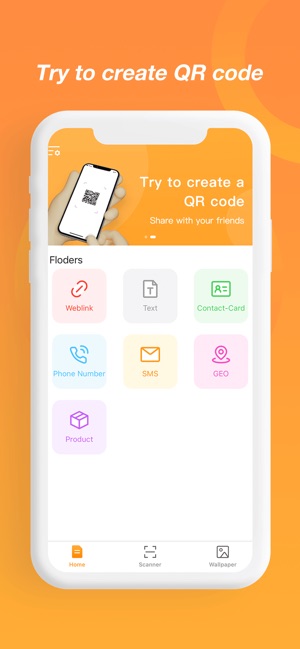 Try to create QR code
Try to create a
QR code
Share with your friends
Floders
Weblink
Text
Contact-Card
Phone Number
SMS
GEO
Product
Home
Scanner
Wallpaper